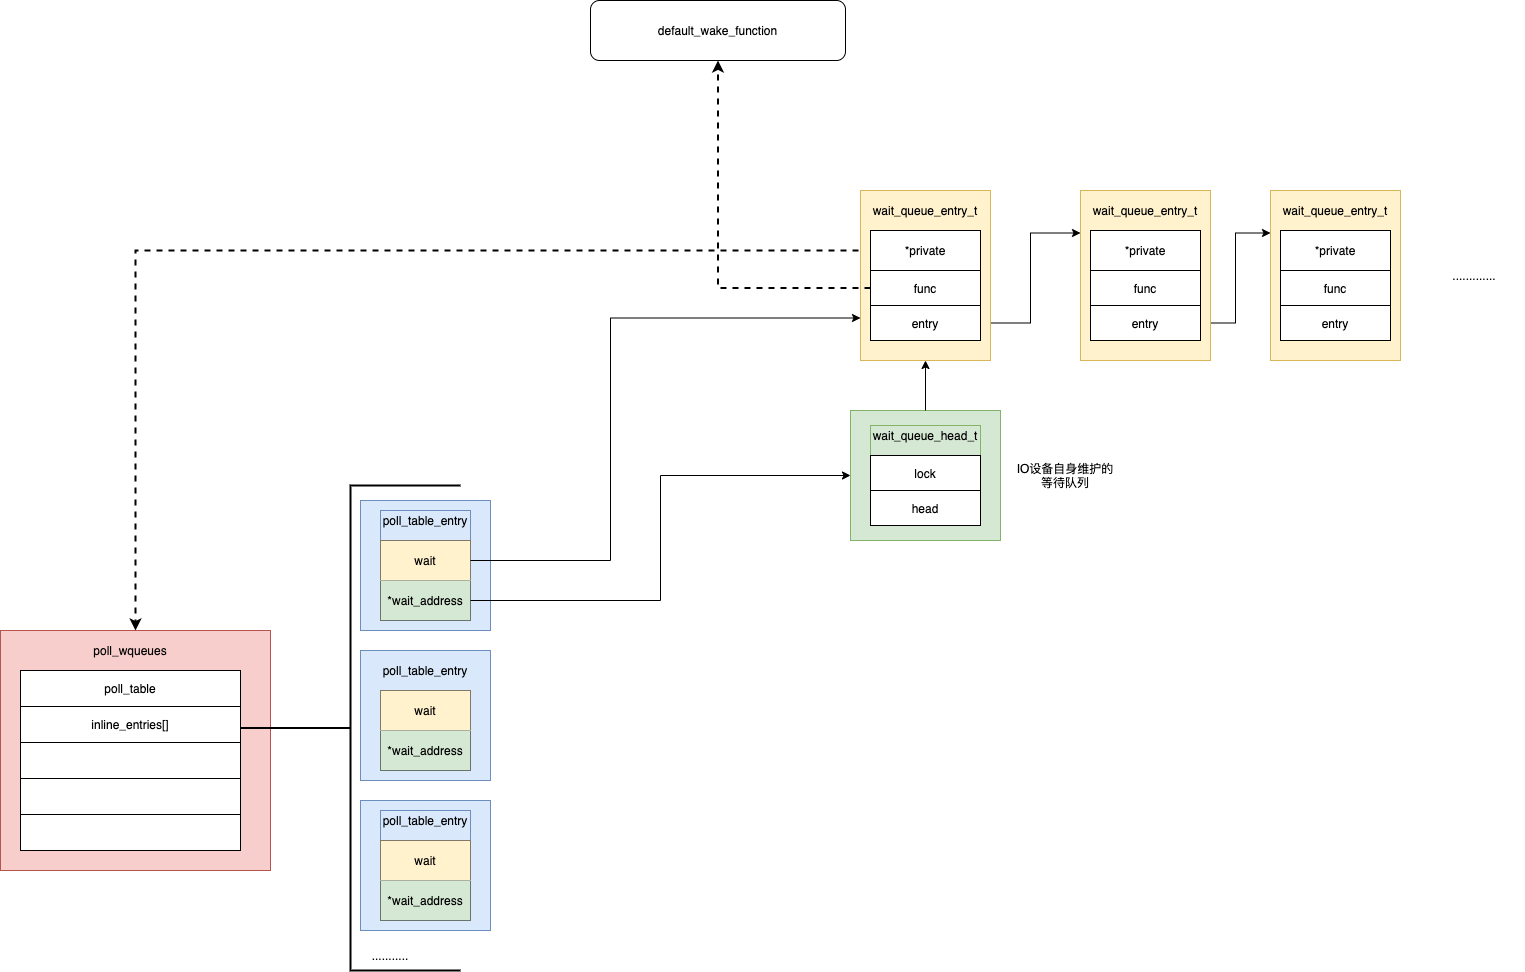 default_wake_function
wait_queue_entry_t
*private
func
entry
wait_queue_entry_t
*private
func
entry
wait_queue_entry_t
*private
func
entry
.............
wait_queue_head_t
lock
head
IO设备自身维护的
等待队列
poll_table_entry
wait
*wait_address
poll_wqueues
poll_table
inline_entries[]
poll_table_entry
wait
*wait_address
poll_table_entry
wait
*wait_address
...........